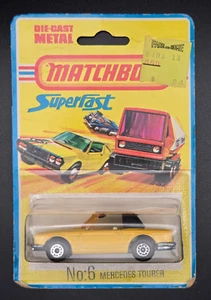 DIE-CAST
METAL
MATCHBO
Superfast
No:6 MERCEDES TOURER